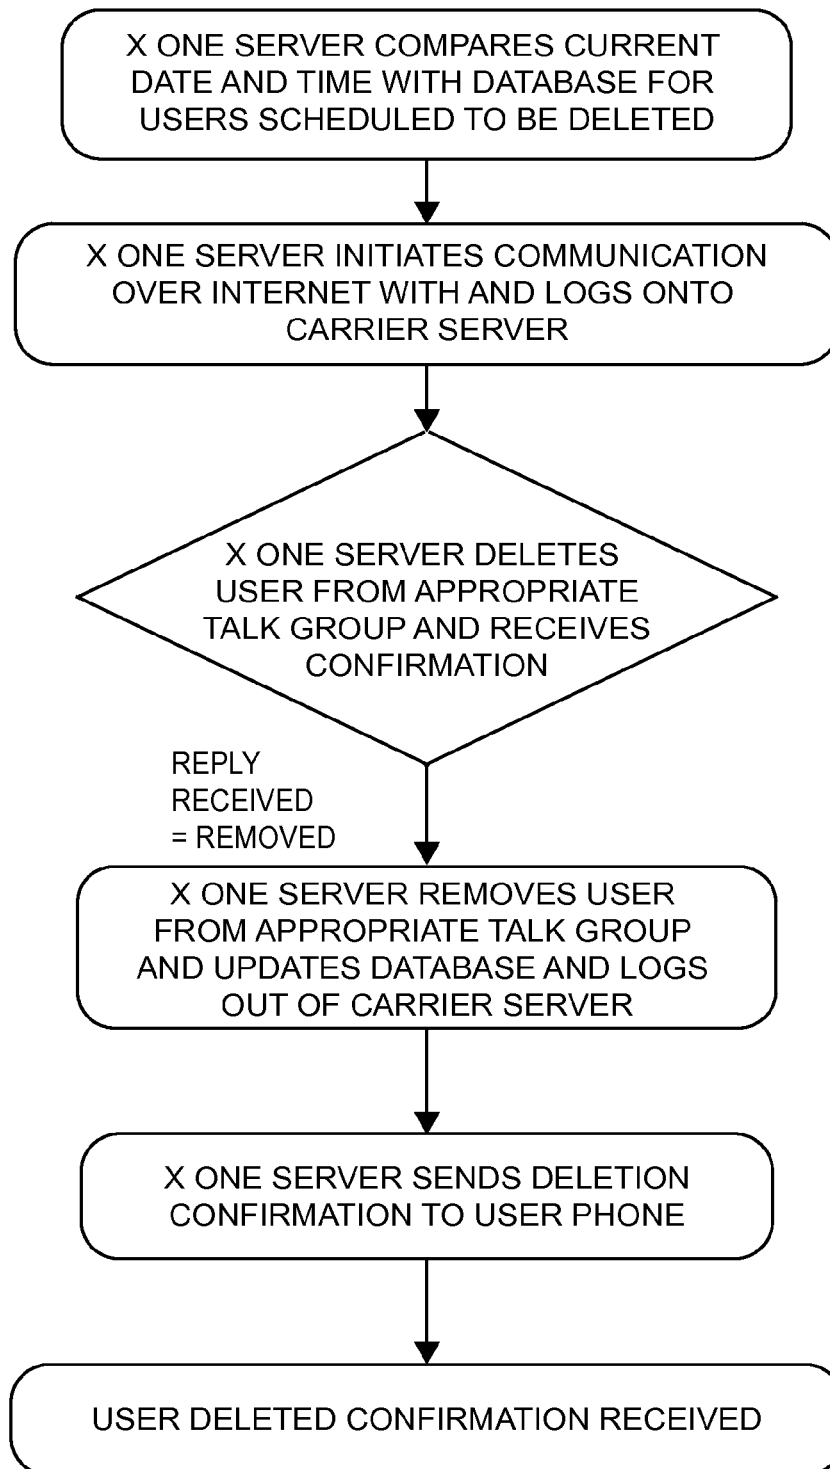 X ONE SERVER COMPARES CURRENT
DATE AND TIME WITH DATABASE FOR
USERS SCHEDULED TO BE DELETED
X ONE SERVER INITIATES COMMUNICATION
OVER INTERNET WITH AND LOGS ONTO
CARRIER SERVER
X ONE SERVER DELETES
USER FROM APPROPRIATE
TALK GROUP AND RECEIVES
CONFIRMATION
REPLY
RECEIVED
= REMOVED
X ONE SERVER REMOVES USER
FROM APPROPRIATE TALK GROUP
AND UPDATES DATABASE AND LOGS
OUT OF CARRIER SERVER
X ONE SERVER SENDS DELETION
CONFIRMATION TO USER PHONE
USER DELETED CONFIRMATION RECEIVED